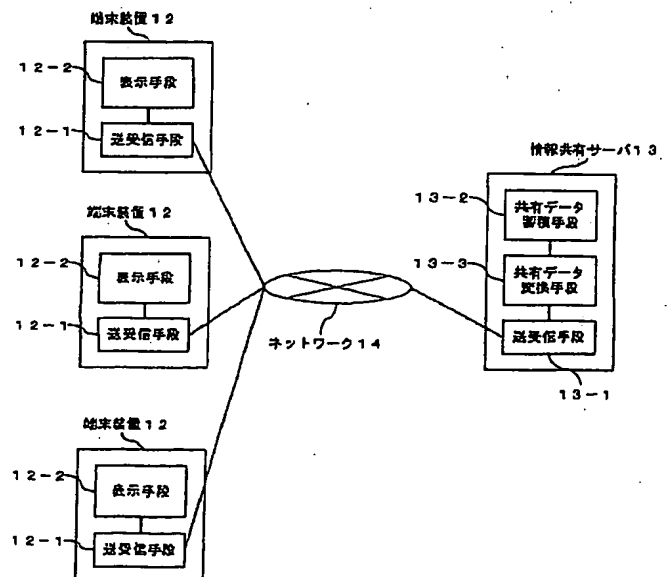 端末装置12
12-2
表示手段
12-1
送受信手段
端末装置12
12-2
表示手段
12-1
送受信手段
端末装置12
12-2
表示手段
12-1
送受信手段
ネットワーク14
情報共有サーバ13
13-2
共有データ
蓄積手段
13-3
共有データ
変換手段
送受信手段
13-1